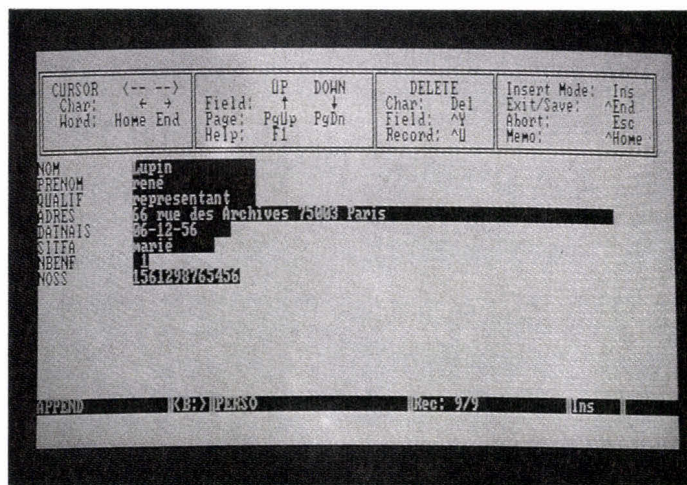 CURSOR <-- --> UP DOWN DELETE Insert Mode: Ins
Char: ← → Field: ↑ ↓ Char: Del Exit/Save: ^End
Word: Home End Page: PgUp PgDn Field: ^Y Abort: Esc
Help: F1 Record: ^U Memo: ^Home
NOM Lupin
PRENOM rené
QUALIF representant
ADRES 66 rue des Archives 75003 Paris
DATNAIS 06-12-56
SITFA marié
NBENF 1
NOSS 1561298765456
APPEND <B:> PERSO Rec: 9/9 Ins